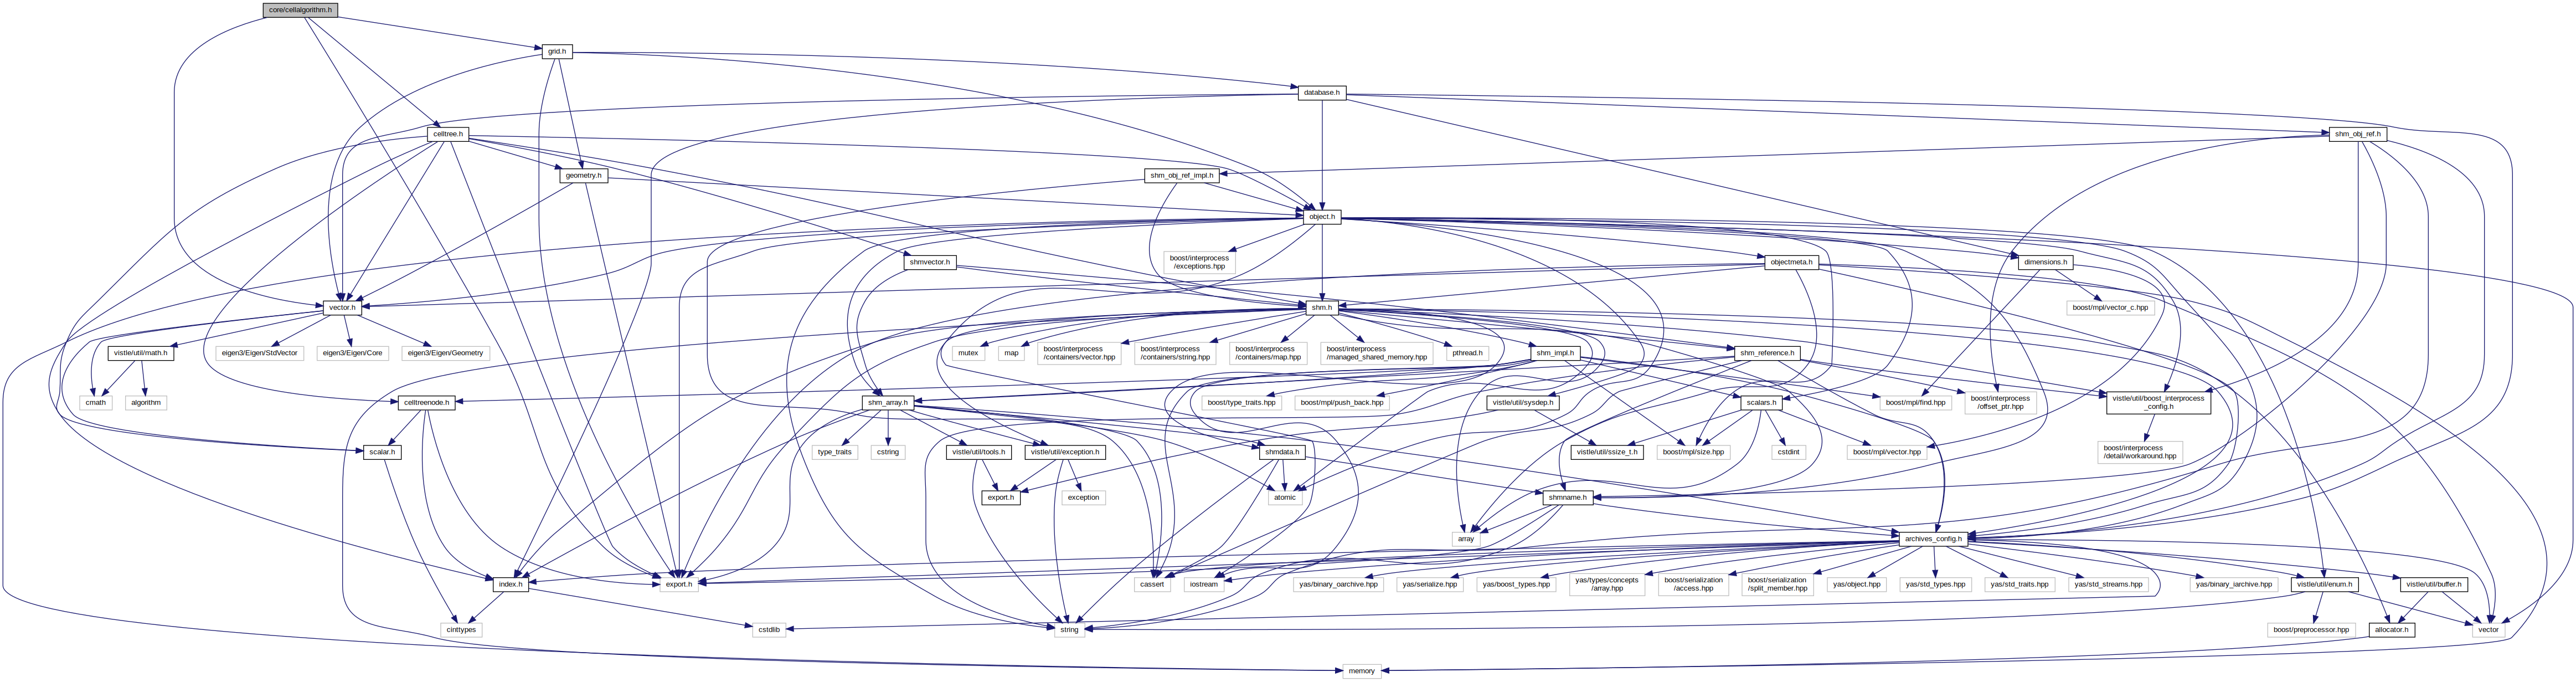 core/cellalgorithm.h
grid.h
database.h
celltree.h
shm_obj_ref.h
geometry.h
shm_obj_ref_impl.h
object.h
boost/interprocess
/exceptions.hpp
shmvector.h
objectmeta.h
dimensions.h
vector.h
shm.h
boost/mpl/vector_c.hpp
vistle/util/math.h
eigen3/Eigen/StdVector
eigen3/Eigen/Core
eigen3/Eigen/Geometry
mutex
map
boost/interprocess
/containers/vector.hpp
boost/interprocess
/containers/string.hpp
boost/interprocess
/containers/map.hpp
boost/interprocess
/managed_shared_memory.hpp
pthread.h
shm_impl.h
shm_reference.h
cmath
algorithm
celltreenode.h
shm_array.h
boost/type_traits.hpp
boost/mpl/push_back.hpp
vistle/util/sysdep.h
scalars.h
boost/mpl/find.hpp
boost/interprocess
/offset_ptr.hpp
vistle/util/boost_interprocess
_config.h
scalar.h
type_traits
cstring
vistle/util/tools.h
vistle/util/exception.h
shmdata.h
vistle/util/ssize_t.h
boost/mpl/size.hpp
cstdint
boost/mpl/vector.hpp
boost/interprocess
/detail/workaround.hpp
export.h
exception
atomic
shmname.h
array
archives_config.h
index.h
export.h
cassert
iostream
yas/binary_oarchive.hpp
yas/serialize.hpp
yas/boost_types.hpp
yas/types/concepts
/array.hpp
boost/serialization
/access.hpp
boost/serialization
/split_member.hpp
yas/object.hpp
yas/std_types.hpp
yas/std_traits.hpp
yas/std_streams.hpp
yas/binary_iarchive.hpp
vistle/util/enum.h
vistle/util/buffer.h
cinttypes
cstdlib
string
boost/preprocessor.hpp
allocator.h
vector
memory